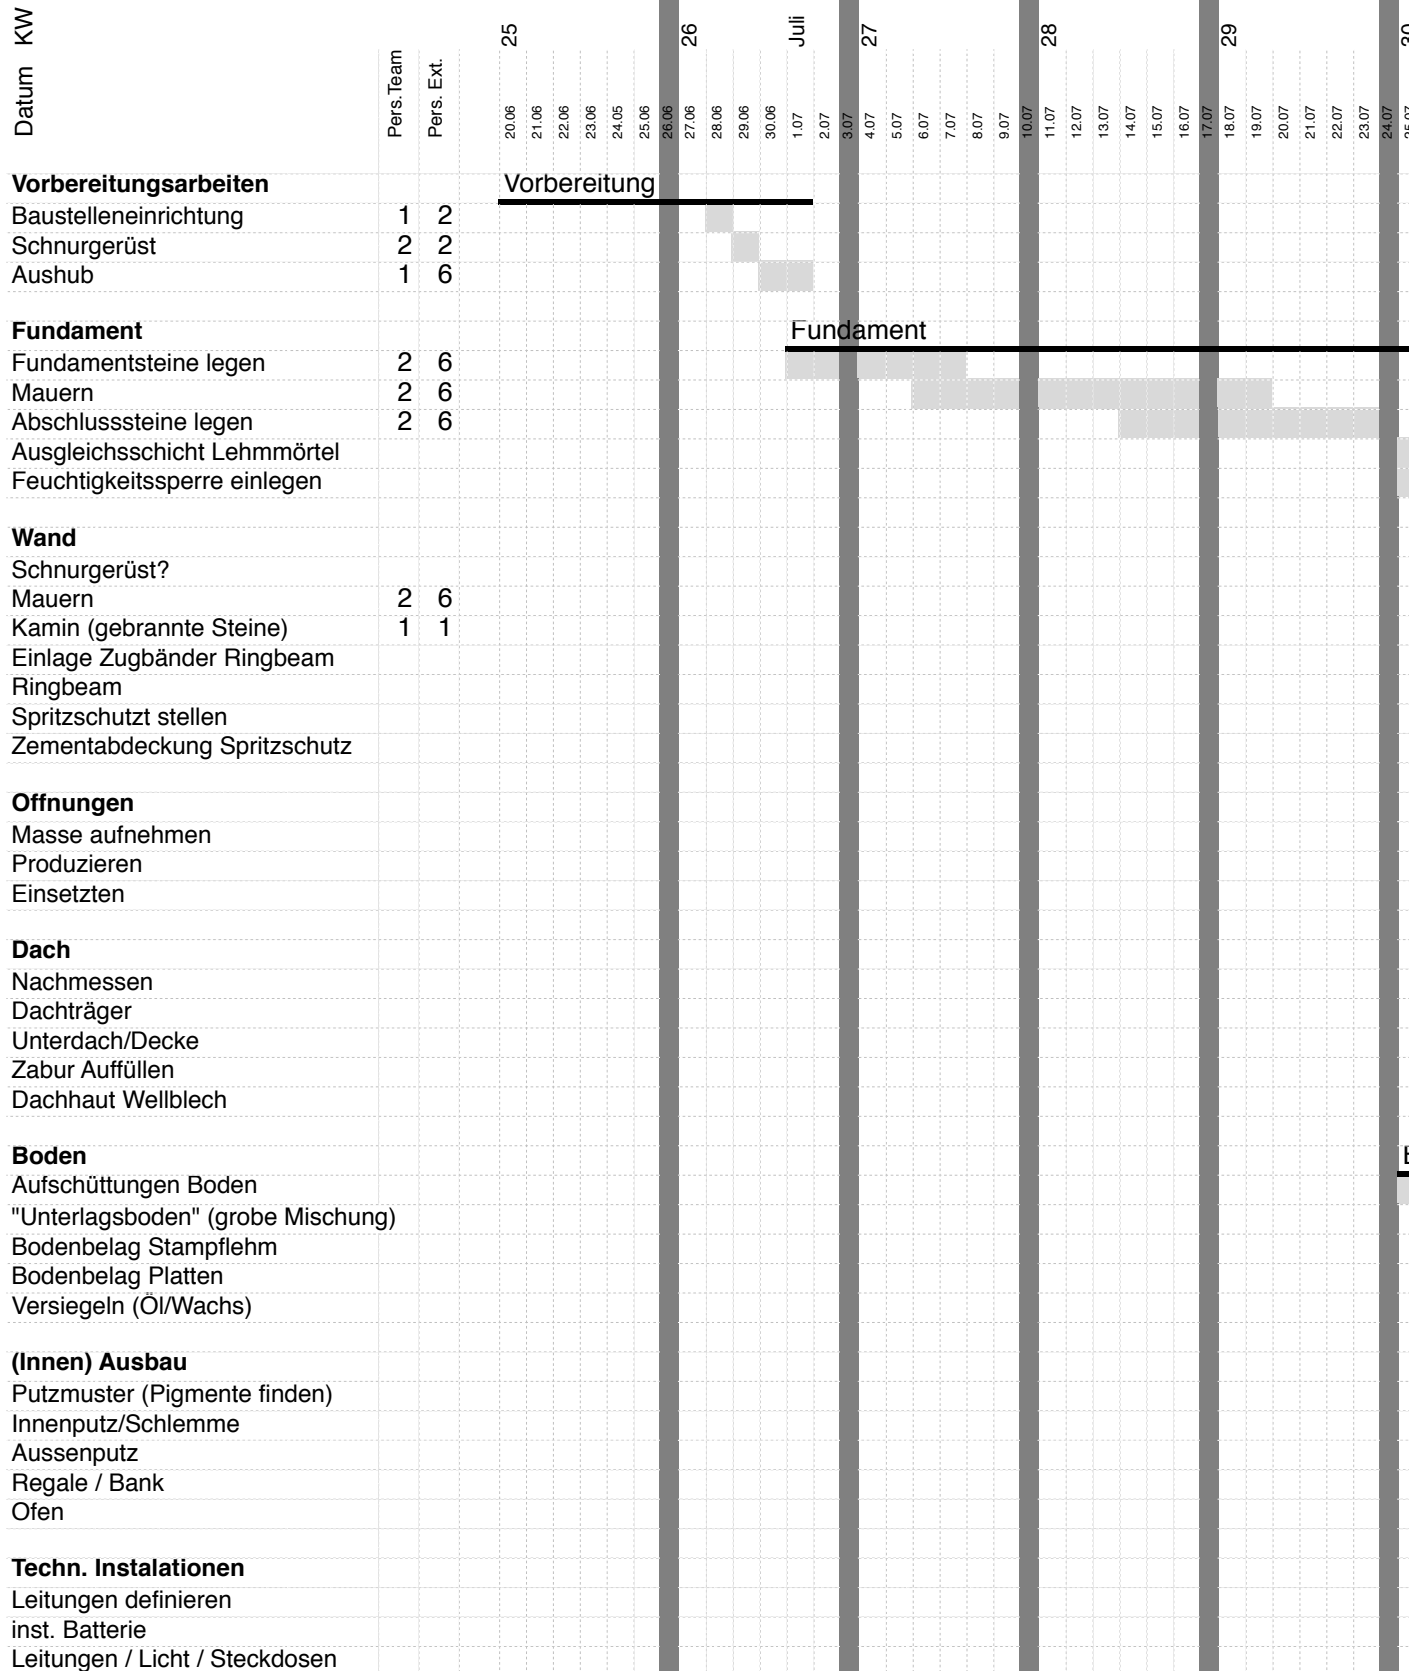 KW 25 26 Juli 27 28 29 30
Datum Pers.Team Pers. Ext. 20.06 21.06 22.06 23.06 24.05 25.06 26.06 27.06 28.06 29.06 30.06 1.07 2.07 3.07 4.07 5.07 6.07 7.07 8.07 9.07 10.07 11.07 12.07 13.07 14.07 15.07 16.07 17.07 18.07 19.07 20.07 21.07 22.07 23.07 24.07 25.07
Vorbereitungsarbeiten Vorbereitung
Baustelleneinrichtung 1 2
Schnurgerüst 2 2
Aushub 1 6
Fundament Fundament
Fundamentsteine legen 2 6
Mauern 2 6
Abschlusssteine legen 2 6
Ausgleichsschicht Lehmmörtel
Feuchtigkeitssperre einlegen
Wand
Schnurgerüst?
Mauern 2 6
Kamin (gebrannte Steine) 1 1
Einlage Zugbänder Ringbeam
Ringbeam
Spritzschutzt stellen
Zementabdeckung Spritzschutz
Offnungen
Masse aufnehmen
Produzieren
Einsetzten
Dach
Nachmessen
Dachträger
Unterdach/Decke
Zabur Auffüllen
Dachhaut Wellblech
Boden
Aufschüttungen Boden
"Unterlagsboden" (grobe Mischung)
Bodenbelag Stampflehm
Bodenbelag Platten
Versiegeln (Öl/Wachs)
(Innen) Ausbau
Putzmuster (Pigmente finden)
Innenputz/Schlemme
Aussenputz
Regale / Bank
Ofen
Techn. Instalationen
Leitungen definieren
inst. Batterie
Leitungen / Licht / Steckdosen